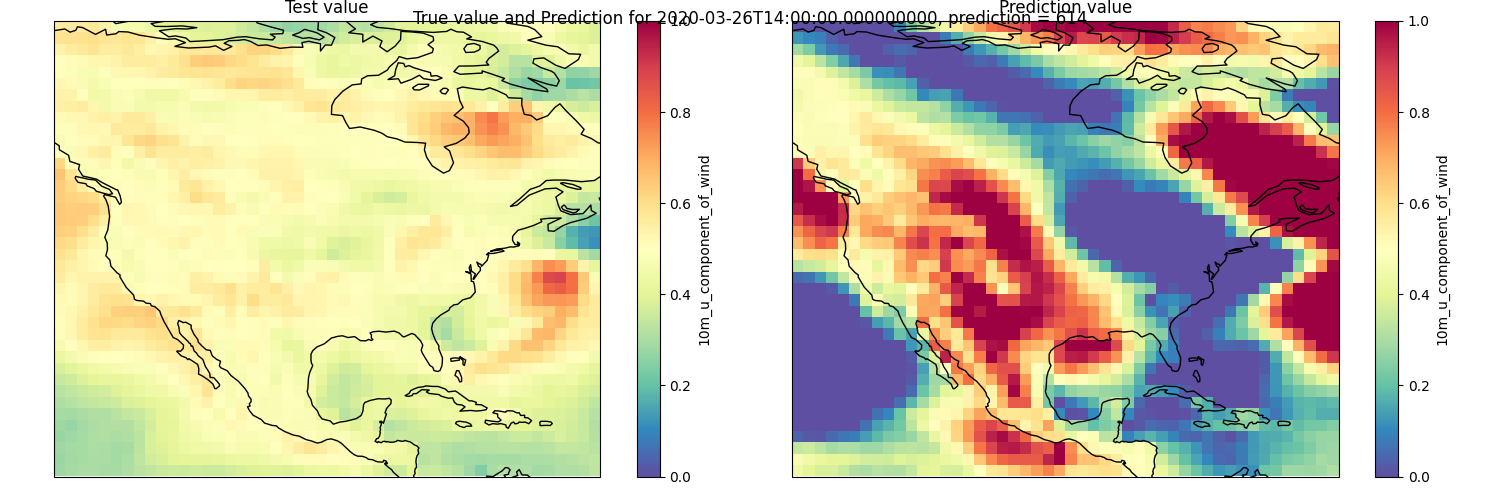 Test value
Prediction value
True value and Prediction for 2020-03-26T14:00:00.000000000, prediction = 614
1.0
0.8
0.6
0.4
0.2
0.0
10m_u_component_of_wind
1.0
0.8
0.6
0.4
0.2
0.0
10m_u_component_of_wind